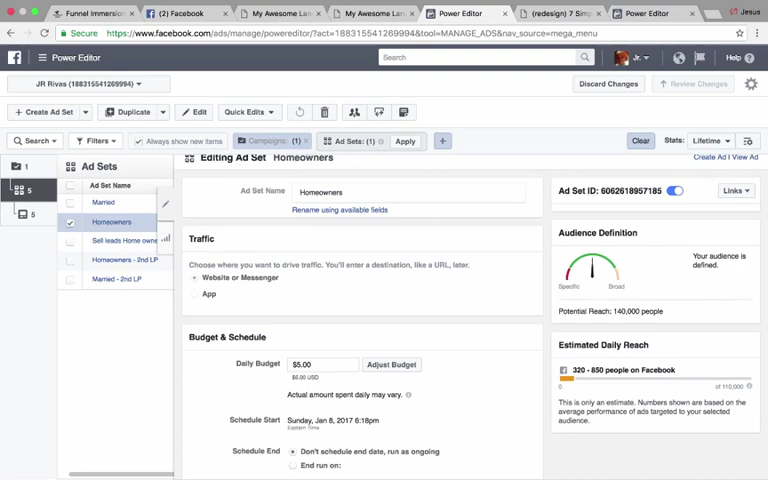 Funnel Immersion
(2) Facebook
My Awesome Lan
My Awesome Lan
Power Editor
(redesign) 7 Simp
Power Editor
Jesus
Secure https://www.facebook.com/ads/manage/powereditor/?act=188315541269994&tool=MANAGE_ADS&nav_source=mega_menu
Power Editor
Search
Jr.
Help
JR Rivas (188315541269994)
Discard Changes
Review Changes
+ Create Ad Set
Duplicate
Edit
Quick Edits
Search
Filters
Always show new items
Campaigns: (1)
Ad Sets: (1)
Apply
+
Clear
Stats:
Lifetime
1
5
5
Ad Sets
Ad Set Name
Married
Homeowners
Sell leads Home owne
Homeowners - 2nd LP
Married - 2nd LP
Editing Ad Set Homeowners
Create Ad | View Ad
Ad Set Name
Homeowners
Rename using available fields
Traffic
Choose where you want to drive traffic. You'll enter a destination, like a URL, later.
Website or Messenger
App
Budget & Schedule
Daily Budget
$5.00
Adjust Budget
$5.00 USD
Actual amount spent daily may vary.
Schedule Start
Sunday, Jan 8, 2017 6:18pm
Eastern Time
Schedule End
Don't schedule end date, run as ongoing
End run on:
Ad Set ID: 6062618957185
Links
Audience Definition
Your audience is
defined.
Specific
Broad
Potential Reach: 140,000 people
Estimated Daily Reach
320 - 850 people on Facebook
0
of 110,000
This is only an estimate. Numbers shown are based on the
average performance of ads targeted to your selected
audience.